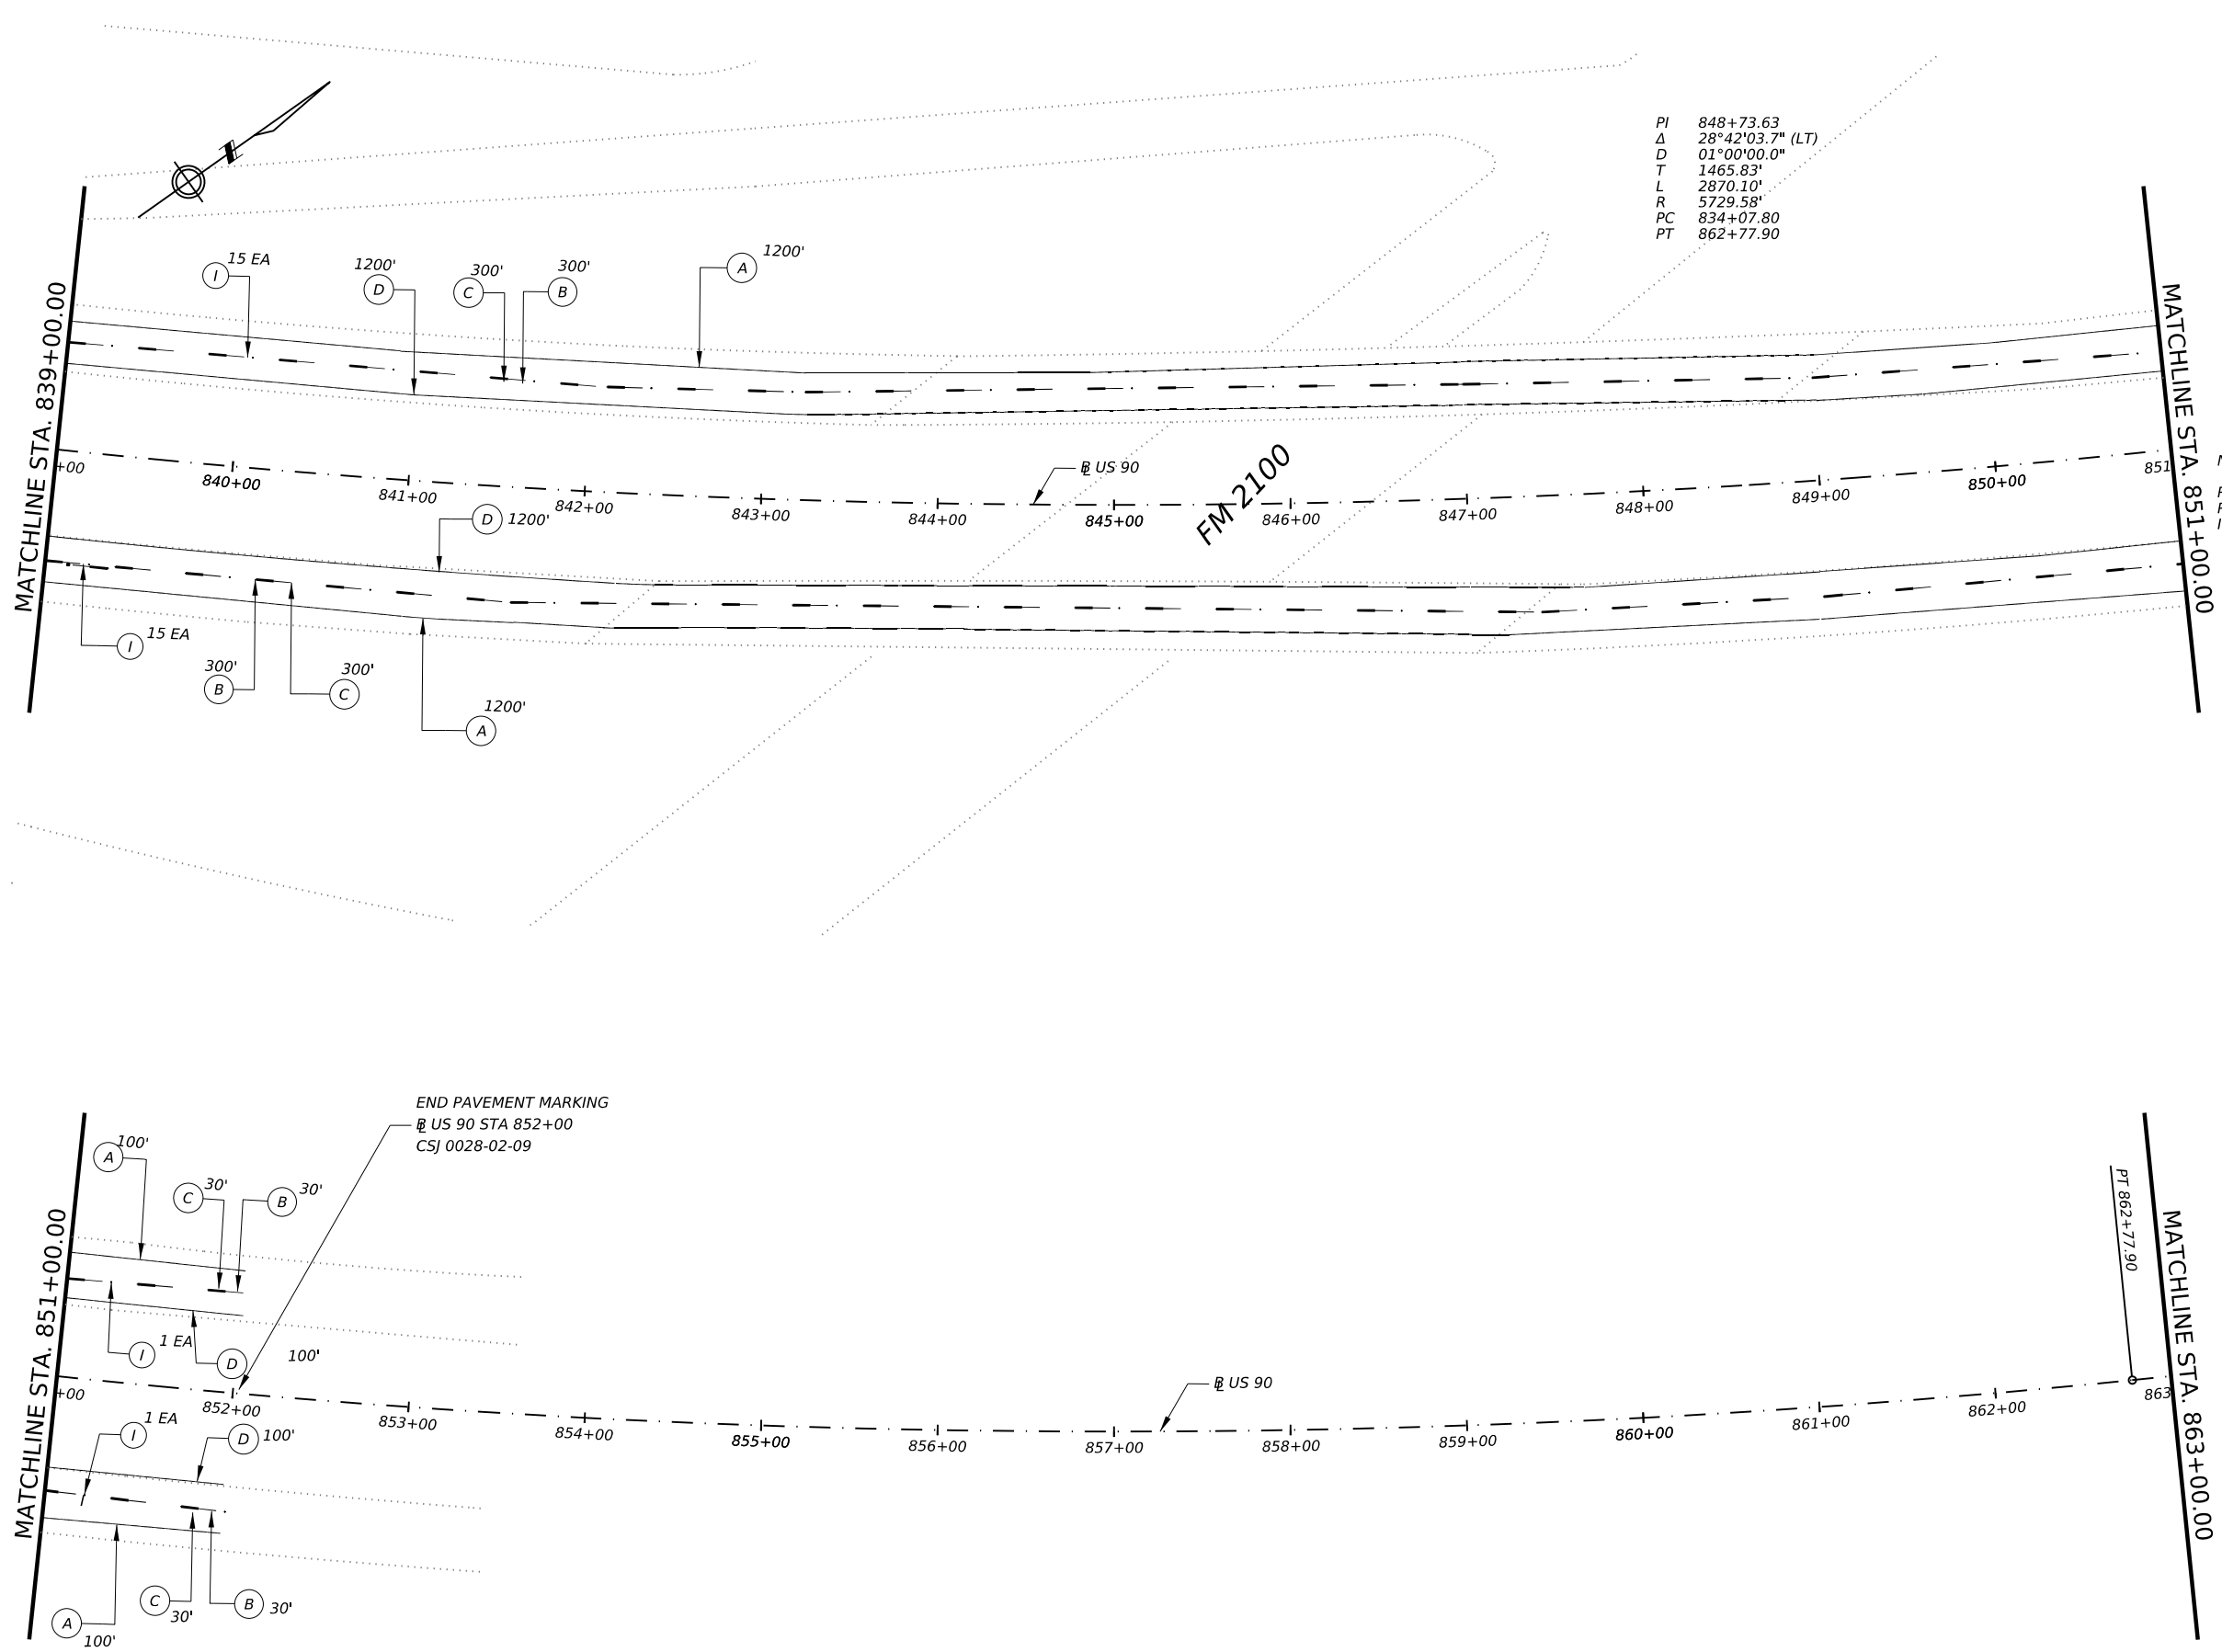 PI 848+73.63
Δ 28°42'03.7" (LT)
D 01°00'00.0"
T 1465.83'
L 2870.10'
R 5729.58'
PC 834+07.80
PT 862+77.90
N
MATCHLINE STA. 839+00.00
I 15 EA
D 1200'
C 300'
B 300'
A 1200'
MATCHLINE STA. 851+00.00
B US 90
FM 2100
+00
840+00
841+00
842+00
843+00
844+00
845+00
846+00
847+00
848+00
849+00
850+00
851
D 1200'
I 15 EA
B 300'
C 300'
A 1200'
END PAVEMENT MARKING
℄ US 90 STA 852+00
CSJ 0028-02-09
MATCHLINE STA. 851+00.00
A 100'
C 30'
B 30'
I 1 EA
D 100'
+00
852+00
853+00
854+00
855+00
856+00
857+00
858+00
859+00
860+00
861+00
862+00
863
B US 90
PT 862+77.90
MATCHLINE STA. 863+00.00
I 1 EA
D 100'
C 30'
B 30'
A 100'